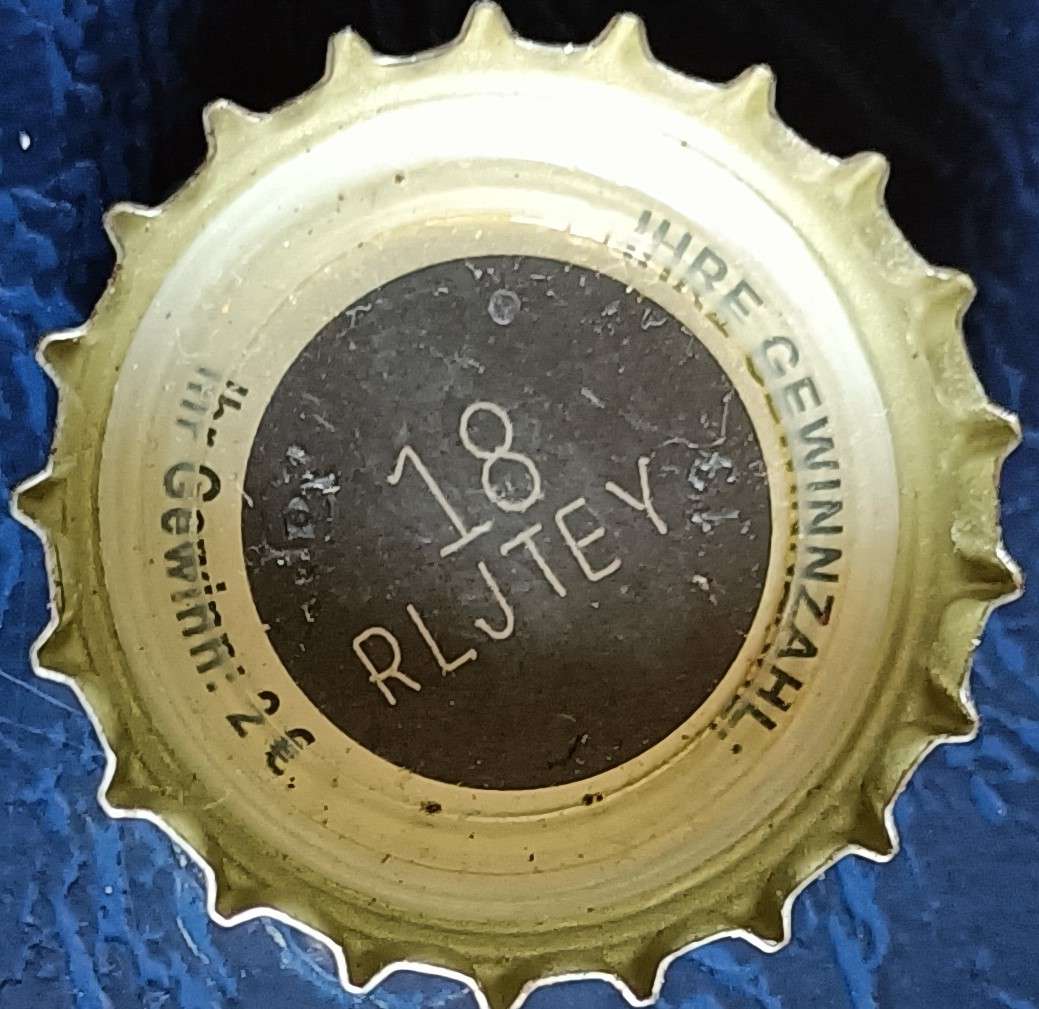 IHRE GEWINNZAHL:
18
RLJTEY
Ihr Gewinn: 2